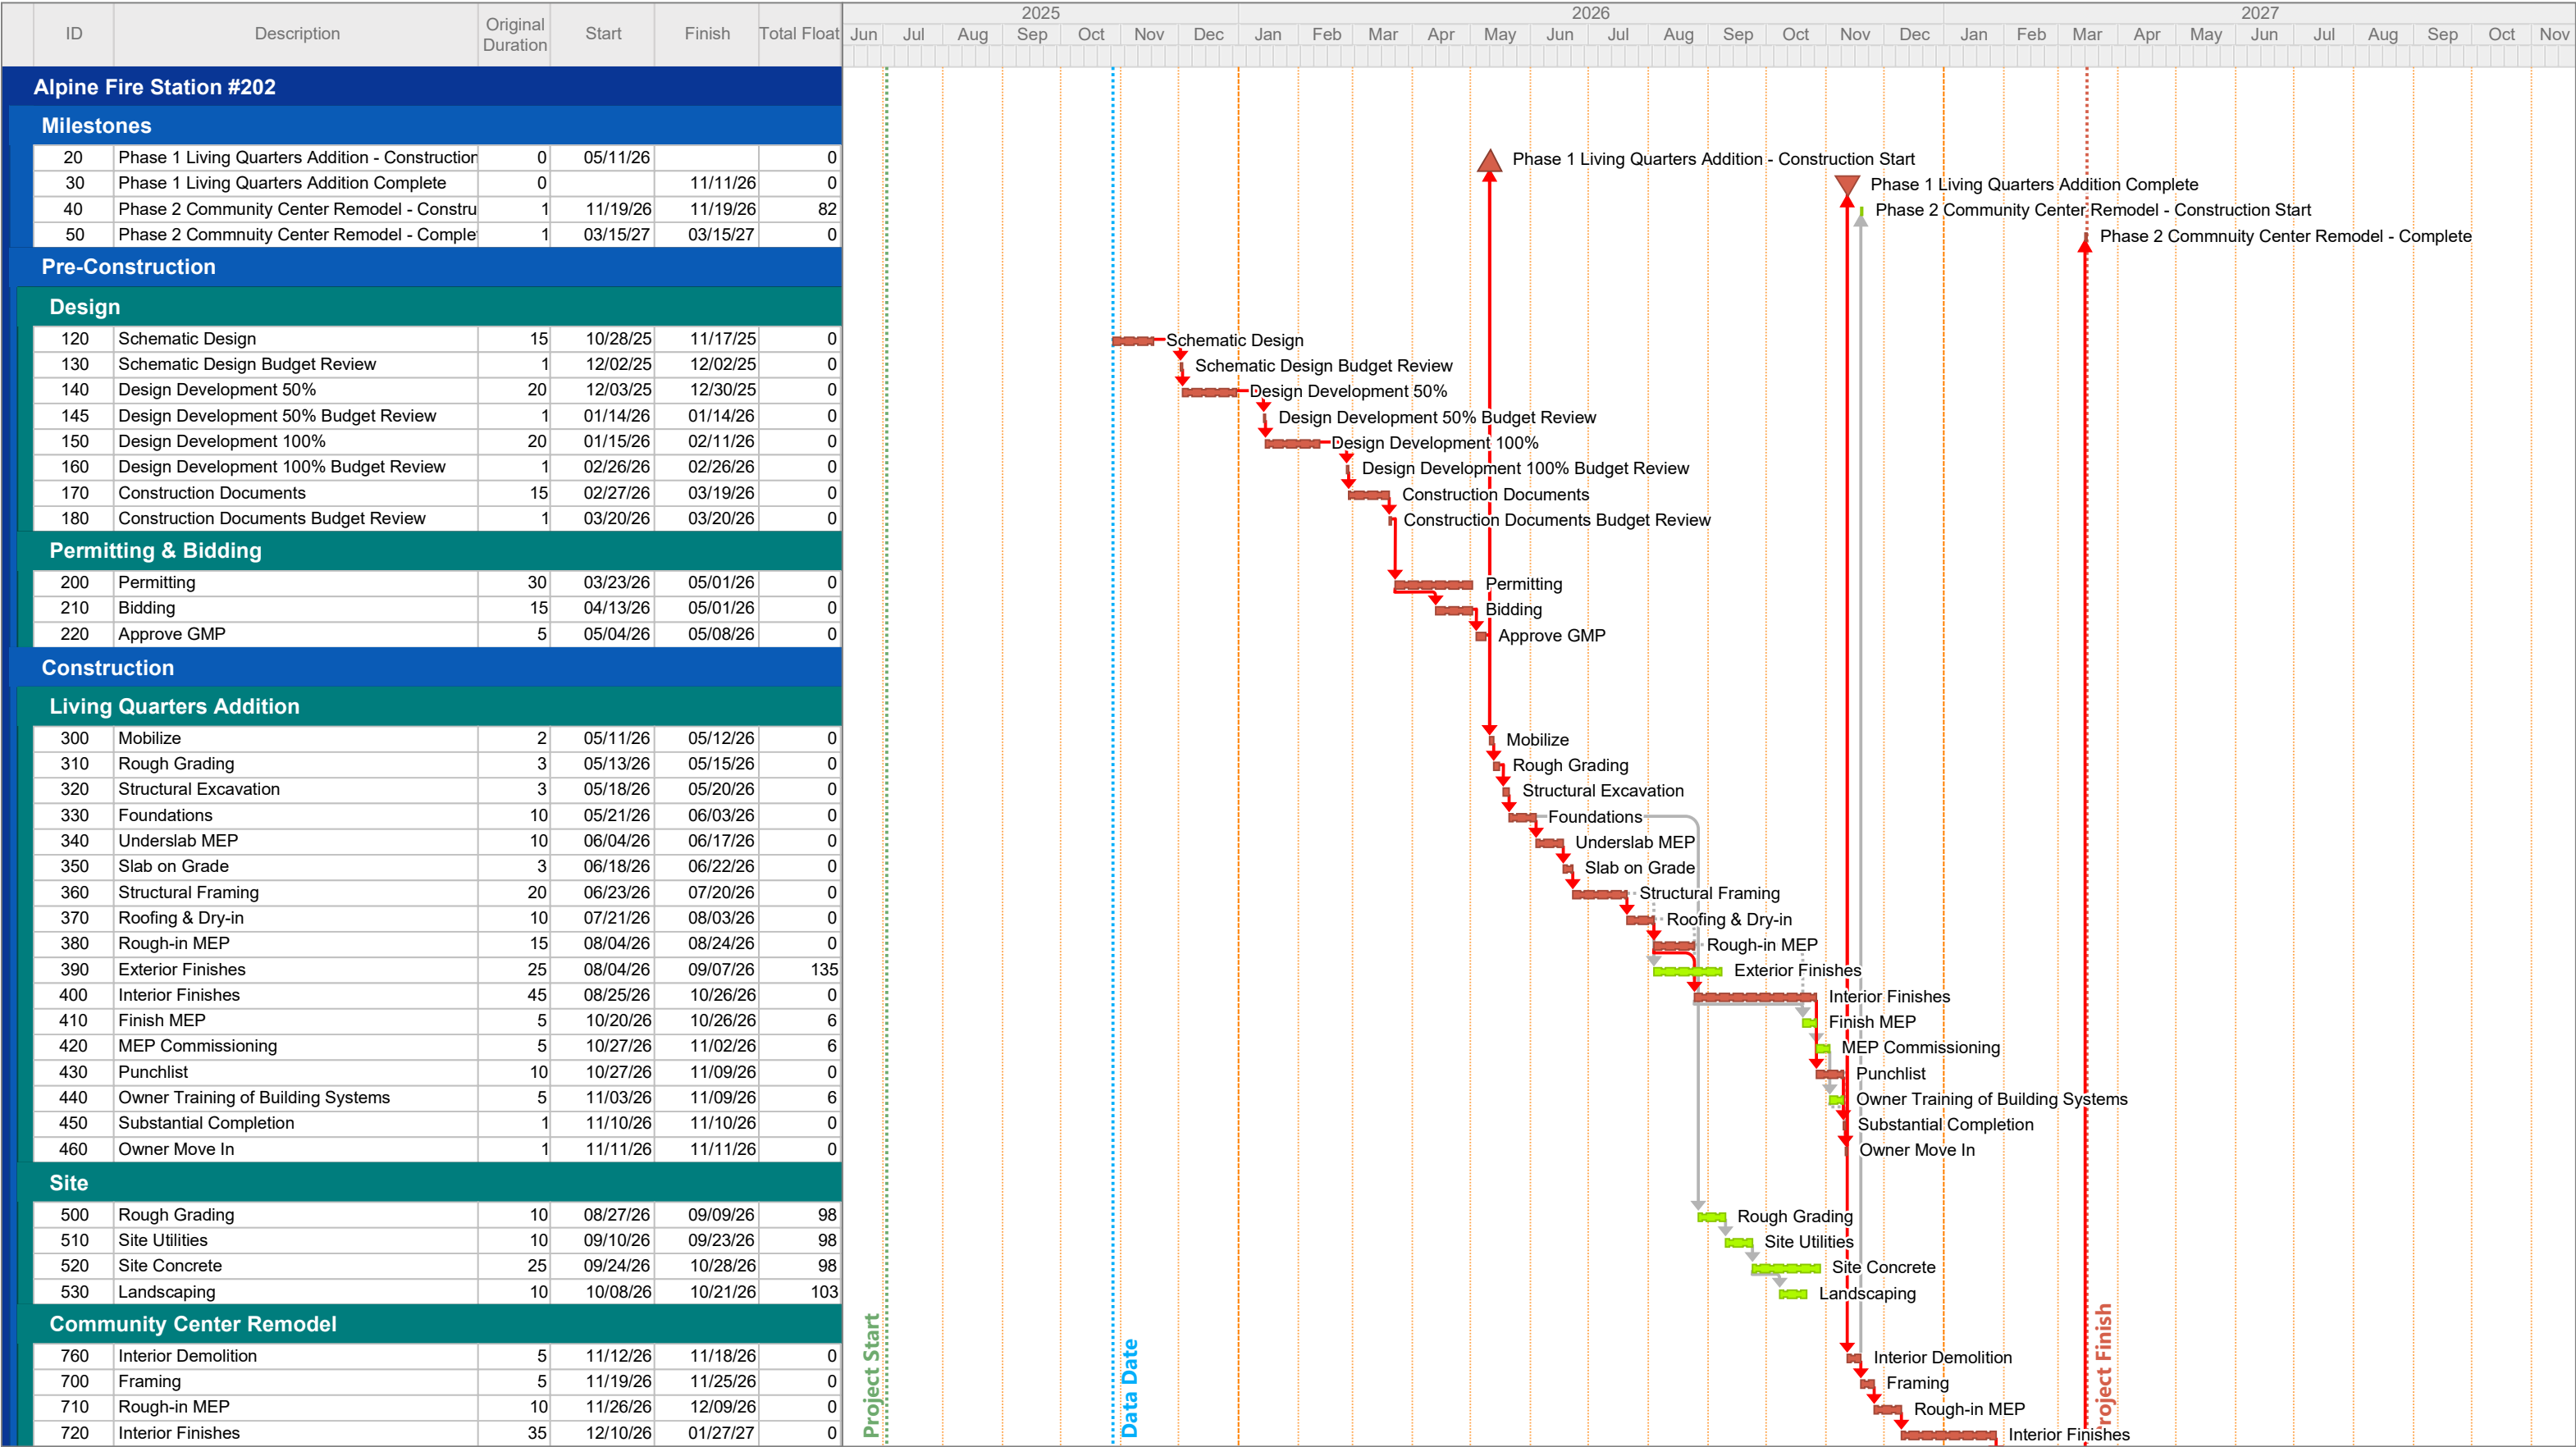 2025 2026 2027
ID Description Original Duration Start Finish Total Float Jun Jul Aug Sep Oct Nov Dec Jan Feb Mar Apr May Jun Jul Aug Sep Oct Nov Dec Jan Feb Mar Apr May Jun Jul Aug Sep Oct Nov
Alpine Fire Station #202
Milestones
20 Phase 1 Living Quarters Addition - Construction 0 05/11/26 0 Phase 1 Living Quarters Addition - Construction Start
30 Phase 1 Living Quarters Addition Complete 0 11/11/26 0 Phase 1 Living Quarters Addition Complete
40 Phase 2 Community Center Remodel - Constru 1 11/19/26 11/19/26 82 Phase 2 Community Center Remodel - Construction Start
50 Phase 2 Commnuity Center Remodel - Comple 1 03/15/27 03/15/27 0 Phase 2 Commnuity Center Remodel - Complete
Pre-Construction
Design
120 Schematic Design 15 10/28/25 11/17/25 0 Schematic Design
130 Schematic Design Budget Review 1 12/02/25 12/02/25 0 Schematic Design Budget Review
140 Design Development 50% 20 12/03/25 12/30/25 0 Design Development 50%
145 Design Development 50% Budget Review 1 01/14/26 01/14/26 0 Design Development 50% Budget Review
150 Design Development 100% 20 01/15/26 02/11/26 0 Design Development 100%
160 Design Development 100% Budget Review 1 02/26/26 02/26/26 0 Design Development 100% Budget Review
170 Construction Documents 15 02/27/26 03/19/26 0 Construction Documents
180 Construction Documents Budget Review 1 03/20/26 03/20/26 0 Construction Documents Budget Review
Permitting & Bidding
200 Permitting 30 03/23/26 05/01/26 0 Permitting
210 Bidding 15 04/13/26 05/01/26 0 Bidding
220 Approve GMP 5 05/04/26 05/08/26 0 Approve GMP
Construction
Living Quarters Addition
300 Mobilize 2 05/11/26 05/12/26 0 Mobilize
310 Rough Grading 3 05/13/26 05/15/26 0 Rough Grading
320 Structural Excavation 3 05/18/26 05/20/26 0 Structural Excavation
330 Foundations 10 05/21/26 06/03/26 0 Foundations
340 Underslab MEP 10 06/04/26 06/17/26 0 Underslab MEP
350 Slab on Grade 3 06/18/26 06/22/26 0 Slab on Grade
360 Structural Framing 20 06/23/26 07/20/26 0 Structural Framing
370 Roofing & Dry-in 10 07/21/26 08/03/26 0 Roofing & Dry-in
380 Rough-in MEP 15 08/04/26 08/24/26 0 Rough-in MEP
390 Exterior Finishes 25 08/04/26 09/07/26 135 Exterior Finishes
400 Interior Finishes 45 08/25/26 10/26/26 0 Interior Finishes
410 Finish MEP 5 10/20/26 10/26/26 6 Finish MEP
420 MEP Commissioning 5 10/27/26 11/02/26 6 MEP Commissioning
430 Punchlist 10 10/27/26 11/09/26 0 Punchlist
440 Owner Training of Building Systems 5 11/03/26 11/09/26 6 Owner Training of Building Systems
450 Substantial Completion 1 11/10/26 11/10/26 0 Substantial Completion
460 Owner Move In 1 11/11/26 11/11/26 0 Owner Move In
Site
500 Rough Grading 10 08/27/26 09/09/26 98 Rough Grading
510 Site Utilities 10 09/10/26 09/23/26 98 Site Utilities
520 Site Concrete 25 09/24/26 10/28/26 98 Site Concrete
530 Landscaping 10 10/08/26 10/21/26 103 Landscaping
Community Center Remodel
760 Interior Demolition 5 11/12/26 11/18/26 0 Interior Demolition
700 Framing 5 11/19/26 11/25/26 0 Framing
710 Rough-in MEP 10 11/26/26 12/09/26 0 Rough-in MEP
720 Interior Finishes 35 12/10/26 01/27/27 0 Interior Finishes
Project Start
Data Date
Project Finish